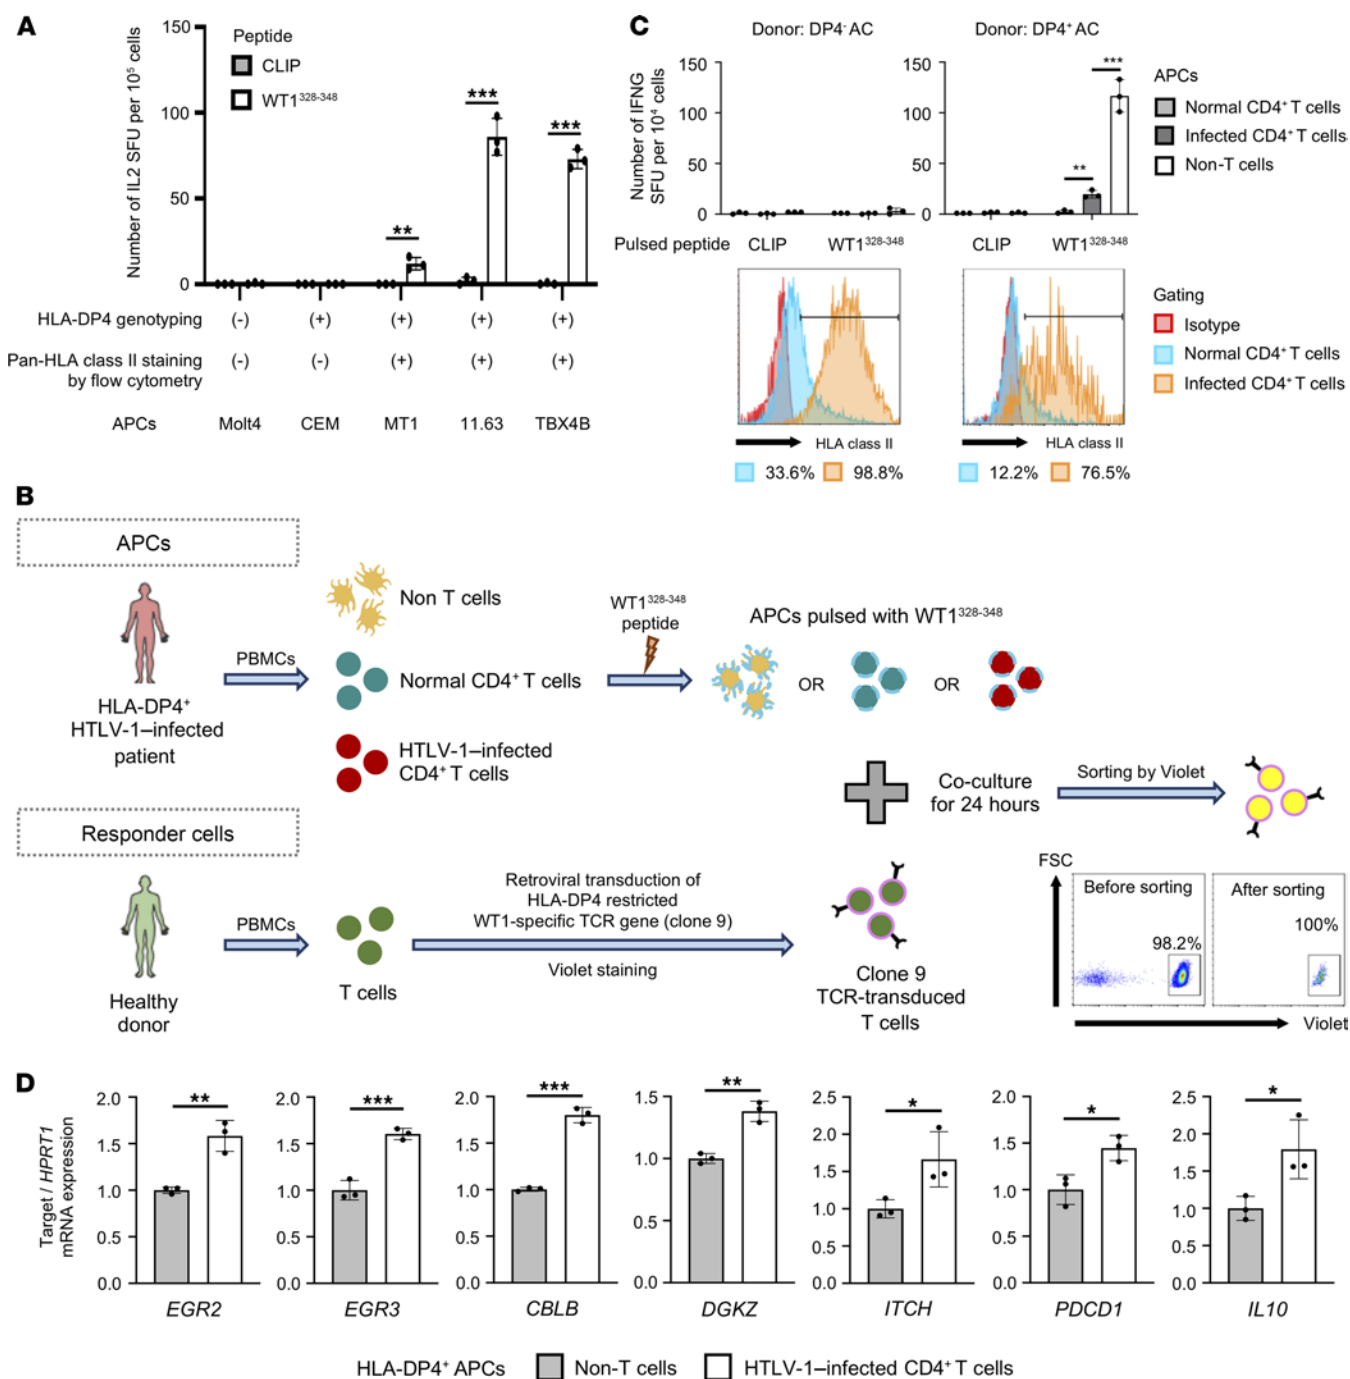 A
Number of IL2 SFU per 10⁵ cells
150
100
50
0
Peptide
CLIP
WT1³²⁸⁻³⁴⁸
**
***
***
HLA-DP4 genotyping (-) (+) (+) (+) (+)
Pan-HLA class II staining
by flow cytometry (-) (-) (+) (+) (+)
APCs Molt4 CEM MT1 11.63 TBX4B
C
Donor: DP4⁻ AC
Donor: DP4⁺ AC
Number of IFNG
SFU per 10⁴ cells
150
100
50
0
150
100
50
0
**
***
APCs
Normal CD4⁺ T cells
Infected CD4⁺ T cells
Non-T cells
Pulsed peptide CLIP WT1³²⁸⁻³⁴⁸ CLIP WT1³²⁸⁻³⁴⁸
Gating
Isotype
Normal CD4⁺ T cells
Infected CD4⁺ T cells
HLA class II
HLA class II
33.6% 98.8%
12.2% 76.5%
B
APCs
HLA-DP4⁺
HTLV-1–infected
patient
PBMCs
Non T cells
Normal CD4⁺ T cells
HTLV-1–infected
CD4⁺ T cells
WT1³²⁸⁻³⁴⁸
peptide
APCs pulsed with WT1³²⁸⁻³⁴⁸
OR
OR
Co-culture
for 24 hours
Sorting by Violet
Responder cells
Healthy
donor
PBMCs
T cells
Retroviral transduction of
HLA-DP4 restricted
WT1-specific TCR gene (clone 9)
Violet staining
Clone 9
TCR-transduced
T cells
FSC
Before sorting
98.2%
After sorting
100%
Violet
D
Target / HPRT1
mRNA expression
2.0
1.5
1.0
0.5
0.0
**
EGR2
2.0
1.5
1.0
0.5
0.0
***
EGR3
2.0
1.5
1.0
0.5
0.0
***
CBLB
1.5
1.0
0.5
0.0
**
DGKZ
2.5
2.0
1.5
1.0
0.5
0.0
*
ITCH
2.0
1.5
1.0
0.5
0.0
*
PDCD1
2.5
2.0
1.5
1.0
0.5
0.0
*
IL10
HLA-DP4⁺ APCs Non-T cells HTLV-1–infected CD4⁺ T cells